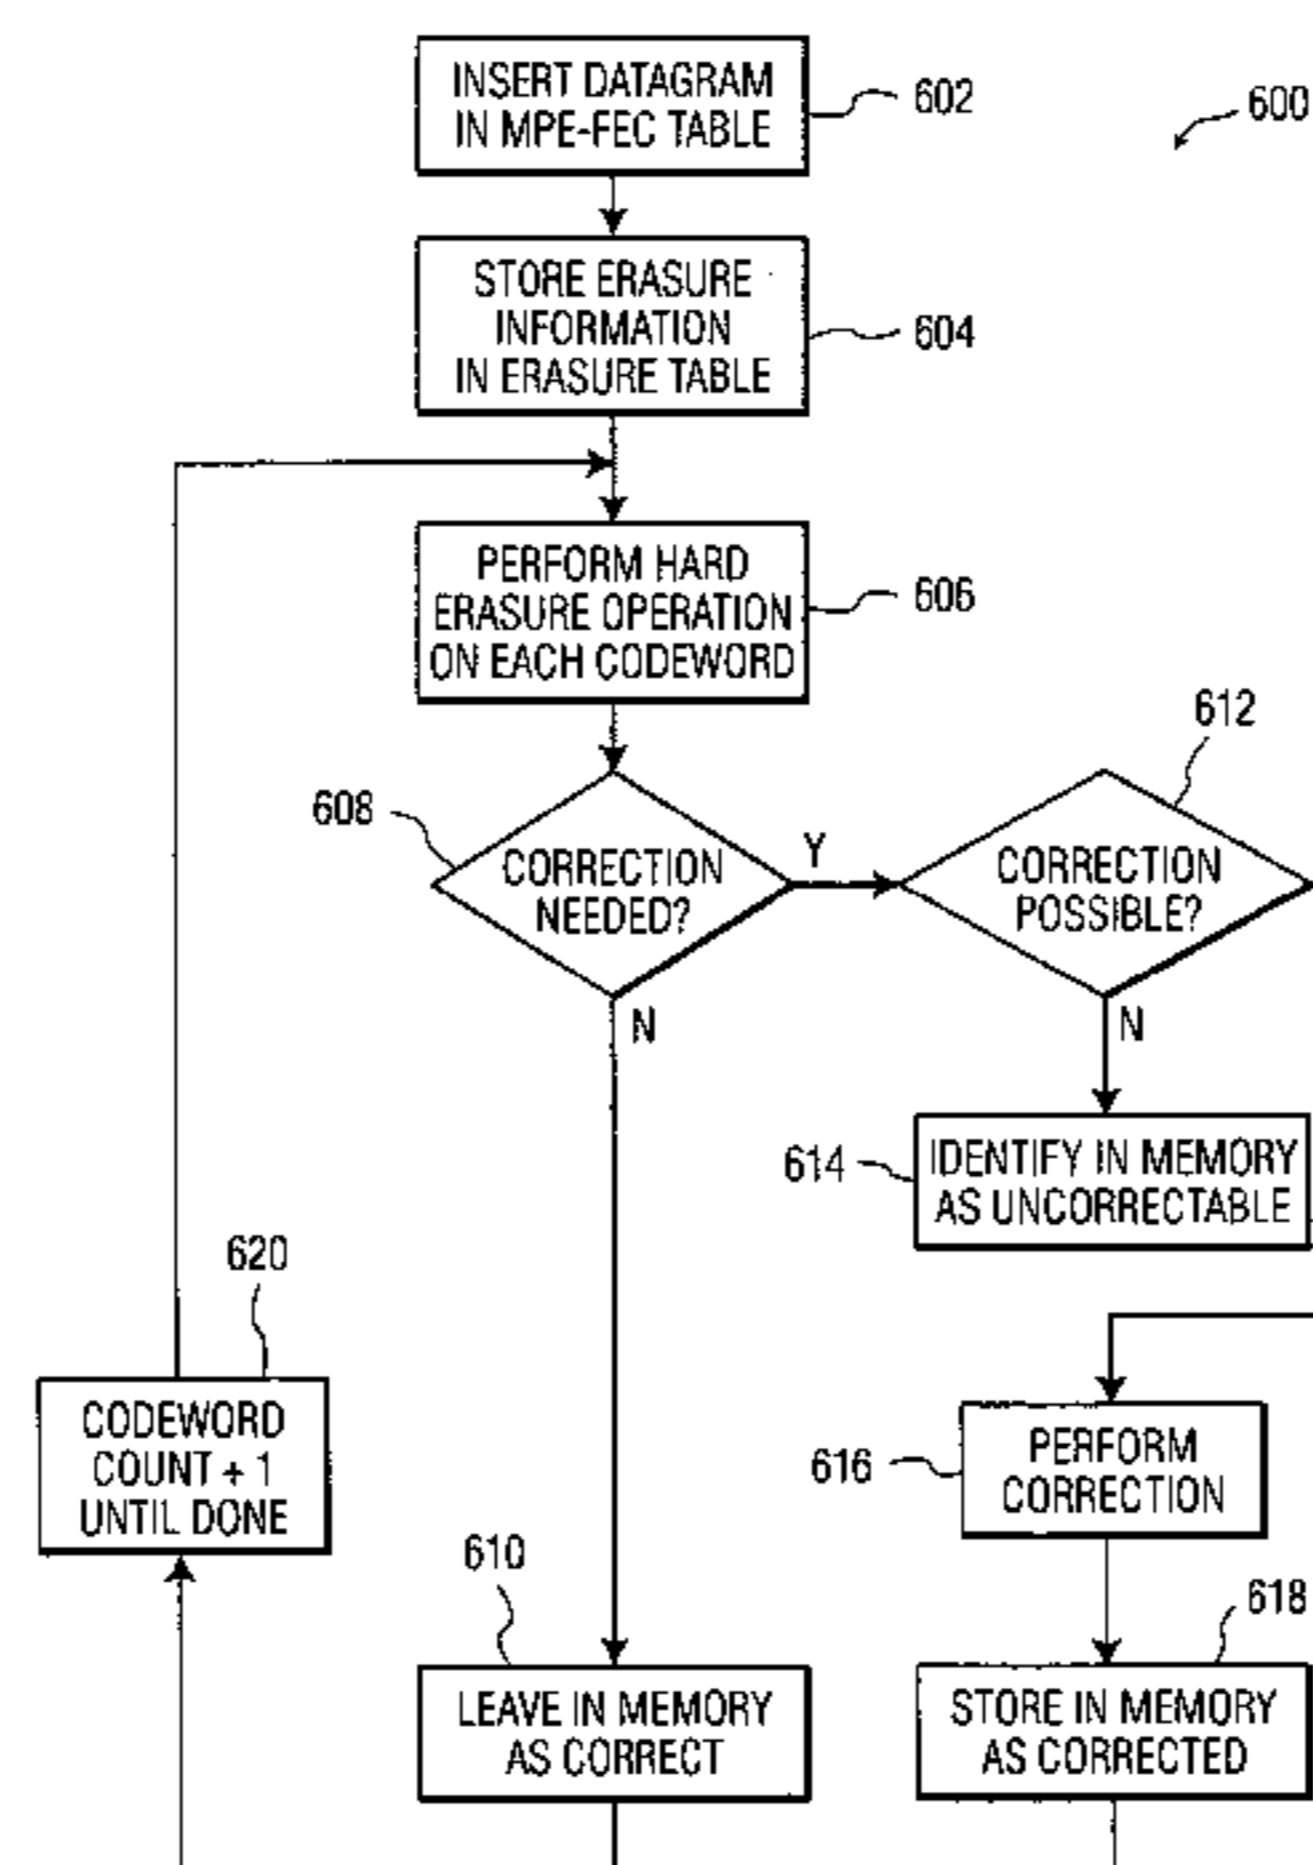 INSERT DATAGRAM
IN MPE-FEC TABLE
602
600
STORE ERASURE
INFORMATION
IN ERASURE TABLE
604
PERFORM HARD
ERASURE OPERATION
ON EACH CODEWORD
606
612
608
CORRECTION
NEEDED?
Y
CORRECTION
POSSIBLE?
N
N
614
IDENTIFY IN MEMORY
AS UNCORRECTABLE
620
CODEWORD
COUNT + 1
UNTIL DONE
616
PERFORM
CORRECTION
610
618
LEAVE IN MEMORY
AS CORRECT
STORE IN MEMORY
AS CORRECTED